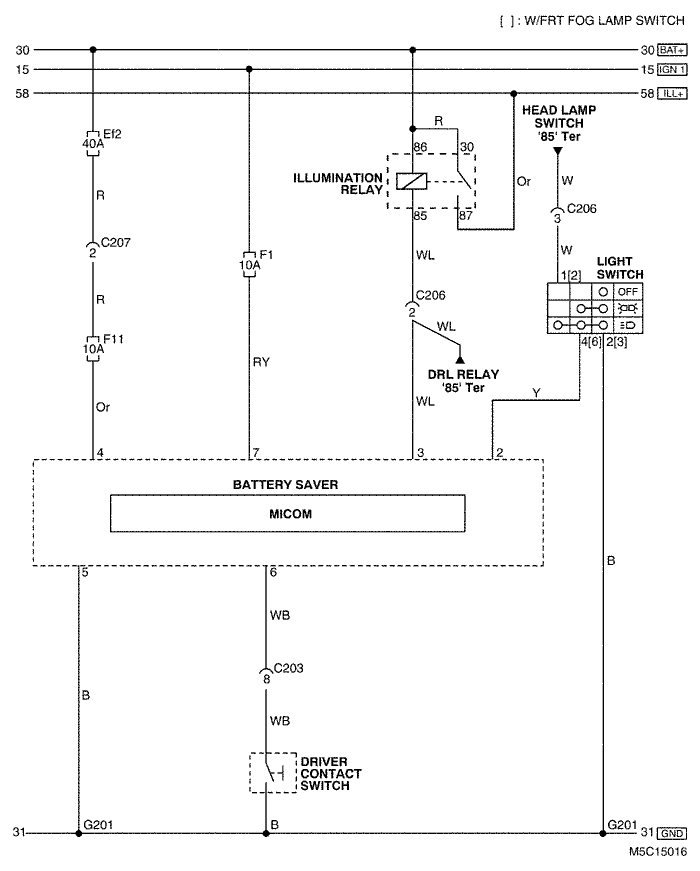 [ ] : W/FRT FOG LAMP SWITCH
30 30 BAT+
15 15 IGN 1
58 58 ILL+
HEAD LAMP
SWITCH
'85' Ter
Ef2
40A
R
86 30
ILLUMINATION
RELAY
85 87
Or
W
R
C206
3
C207
2
W
WL
F1
10A
LIGHT
SWITCH
1[2]
OFF
R
C206
2
WL
F11
10A
4[6] 2[3]
RY
DRL RELAY
'85' Ter
Or
WL
Y
4 7 3 2
BATTERY SAVER
MICOM
B
5 6
WB
C203
8
B
WB
DRIVER
CONTACT
SWITCH
31 G201 B G201 31 GND
M5C15016